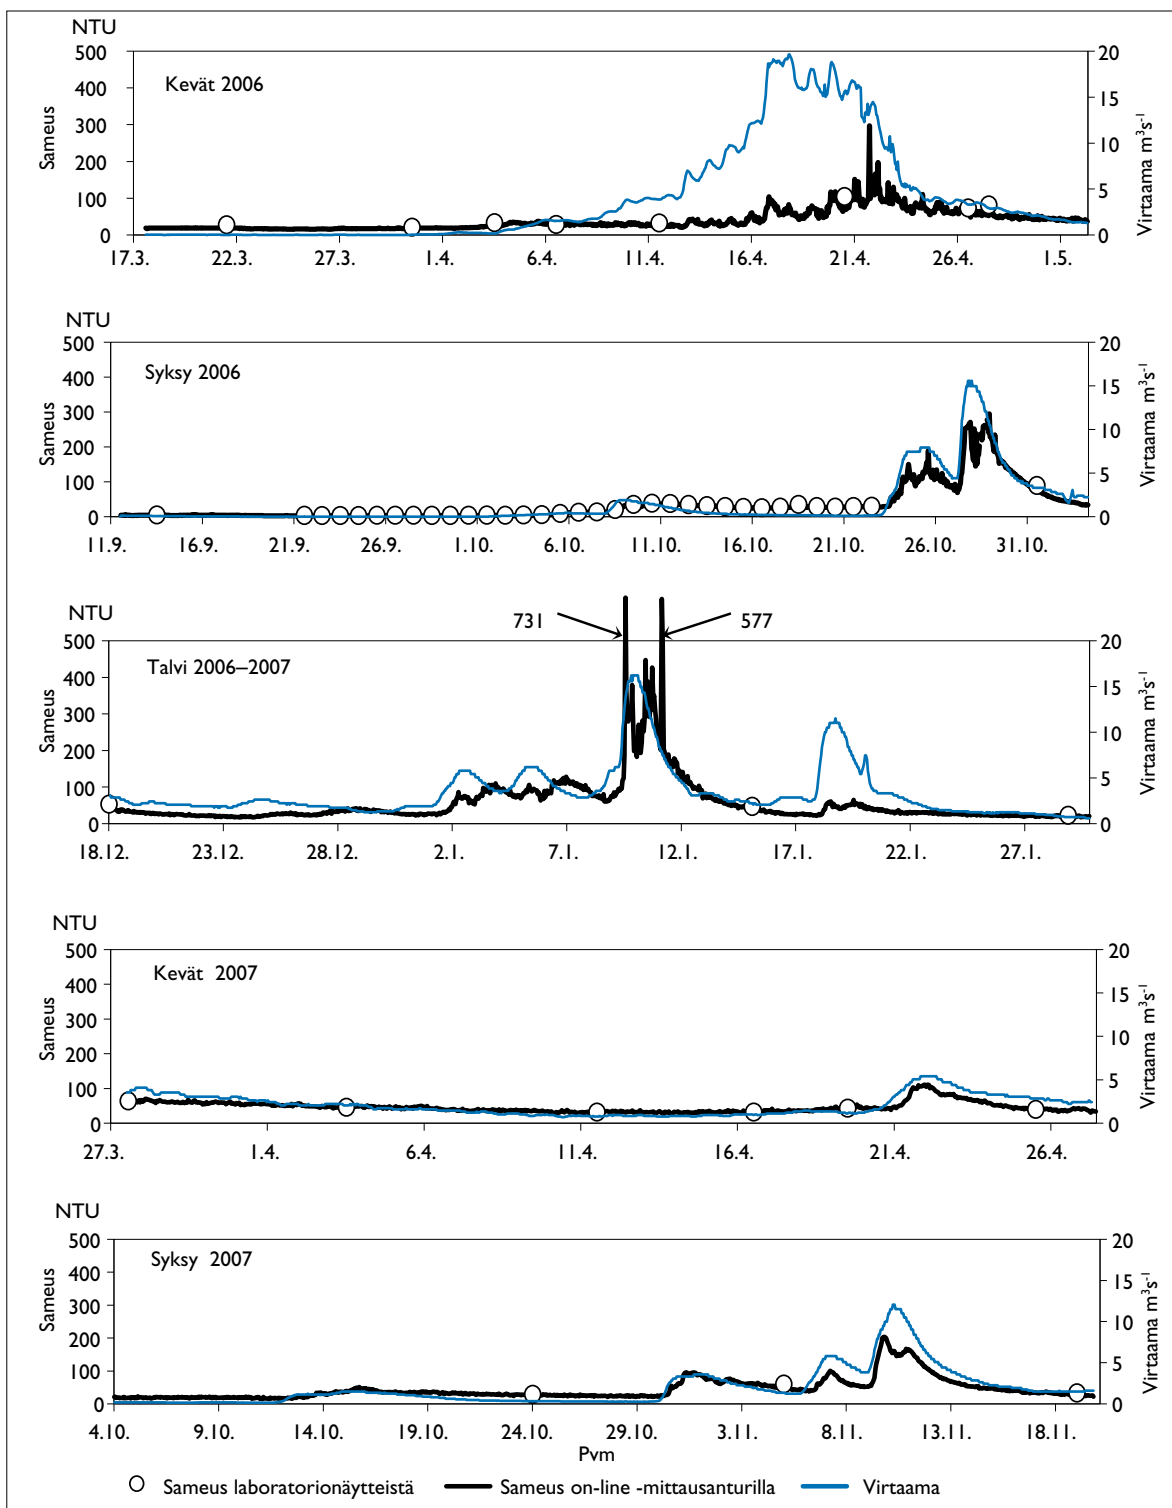 NTU
500
400
300
200
100
0
Sameus
Kevät 2006
20
15
10
5
0
Virtaama m³s⁻¹
17.3. 22.3. 27.3. 1.4. 6.4. 11.4. 16.4. 21.4. 26.4. 1.5.
NTU
500
400
300
200
100
0
Sameus
Syksy 2006
20
15
10
5
0
Virtaama m³s⁻¹
11.9. 16.9. 21.9. 26.9. 1.10. 6.10. 11.10. 16.10. 21.10. 26.10. 31.10.
NTU
731 577
500
400
300
200
100
0
Sameus
Talvi 2006–2007
20
15
10
5
0
Virtaama m³s⁻¹
18.12. 23.12. 28.12. 2.1. 7.1. 12.1. 17.1. 22.1. 27.1.
NTU
500
400
300
200
100
0
Sameus
Kevät 2007
20
15
10
5
0
Virtaama m³s⁻¹
27.3. 1.4. 6.4. 11.4. 16.4. 21.4. 26.4.
NTU
500
400
300
200
100
0
Sameus
Syksy 2007
20
15
10
5
0
Virtaama m³s⁻¹
4.10. 9.10. 14.10. 19.10. 24.10. 29.10. 3.11. 8.11. 13.11. 18.11.
Pvm
Sameus laboratorionäytteistä Sameus on-line -mittausanturilla Virtaama